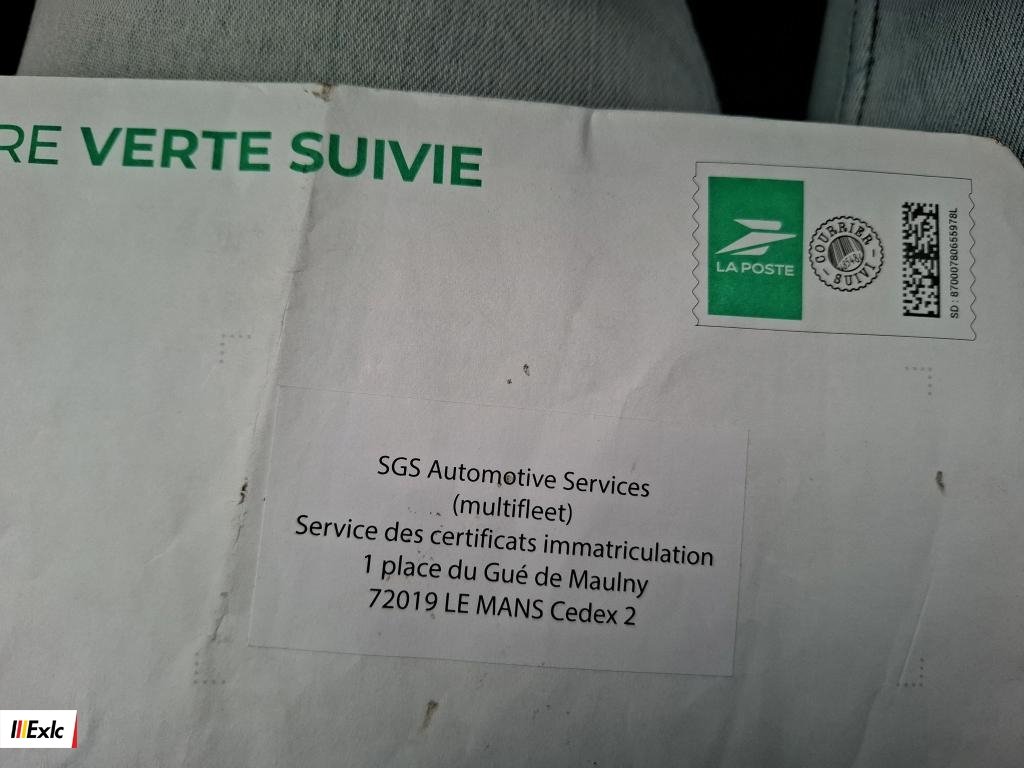 RE VERTE SUIVIE
LA POSTE
COURRIER
SUIVI
SD : 87000780655978L
SGS Automotive Services
(multifleet)
Service des certificats immatriculation
1 place du Gué de Maulny
72019 LE MANS Cedex 2
Exlc